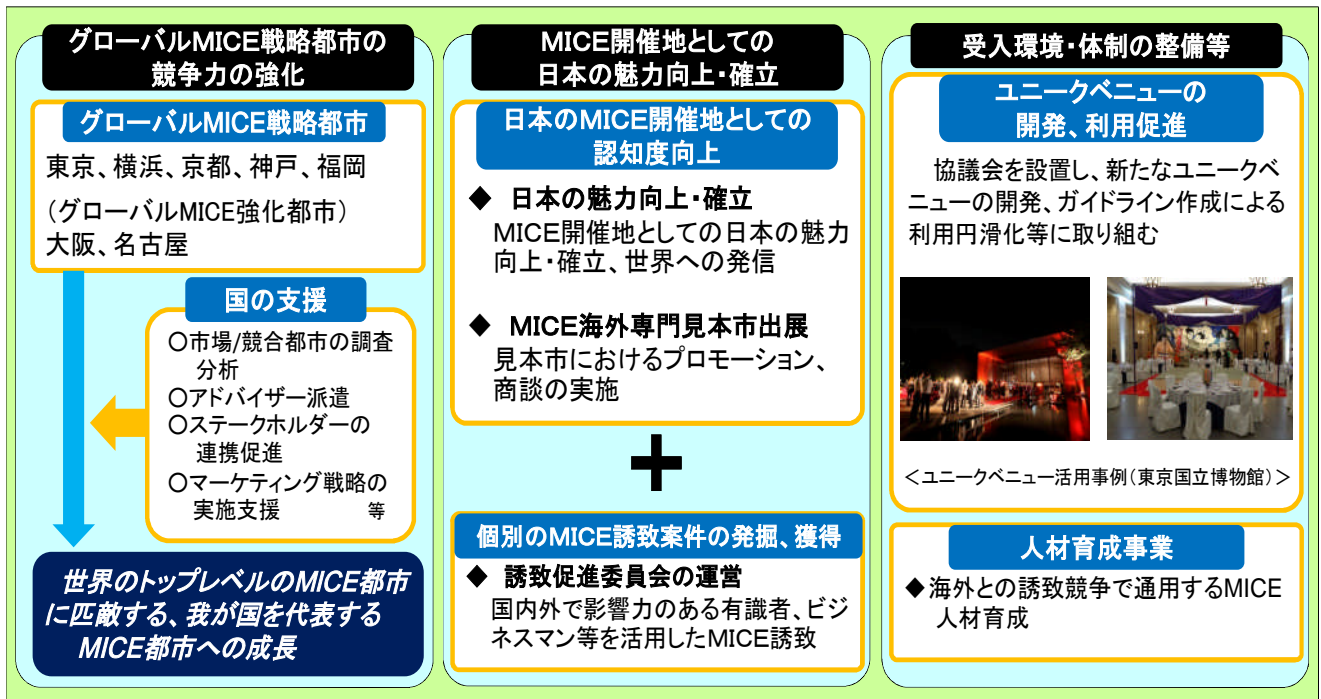 グローバルMICE戦略都市の
競争力の強化
グローバルMICE戦略都市
東京、横浜、京都、神戸、福岡
(グローバルMICE強化都市)
大阪、名古屋
国の支援
○市場/競合都市の調査
分析
○アドバイザー派遣
○ステークホルダーの
連携促進
○マーケティング戦略の
実施支援 等
世界のトップレベルのMICE都市
に匹敵する、我が国を代表する
MICE都市への成長
MICE開催地としての
日本の魅力向上・確立
日本のMICE開催地としての
認知度向上
◆ 日本の魅力向上・確立
MICE開催地としての日本の魅力
向上・確立、世界への発信
◆ MICE海外専門見本市出展
見本市におけるプロモーション、
商談の実施
+
個別のMICE誘致案件の発掘、獲得
◆ 誘致促進委員会の運営
国内外で影響力のある有識者、ビジ
ネスマン等を活用したMICE誘致
受入環境・体制の整備等
ユニークベニューの
開発、利用促進
協議会を設置し、新たなユニークベ
ニューの開発、ガイドライン作成による
利用円滑化等に取り組む
<ユニークベニュー活用事例(東京国立博物館)>
人材育成事業
◆海外との誘致競争で通用するMICE
人材育成